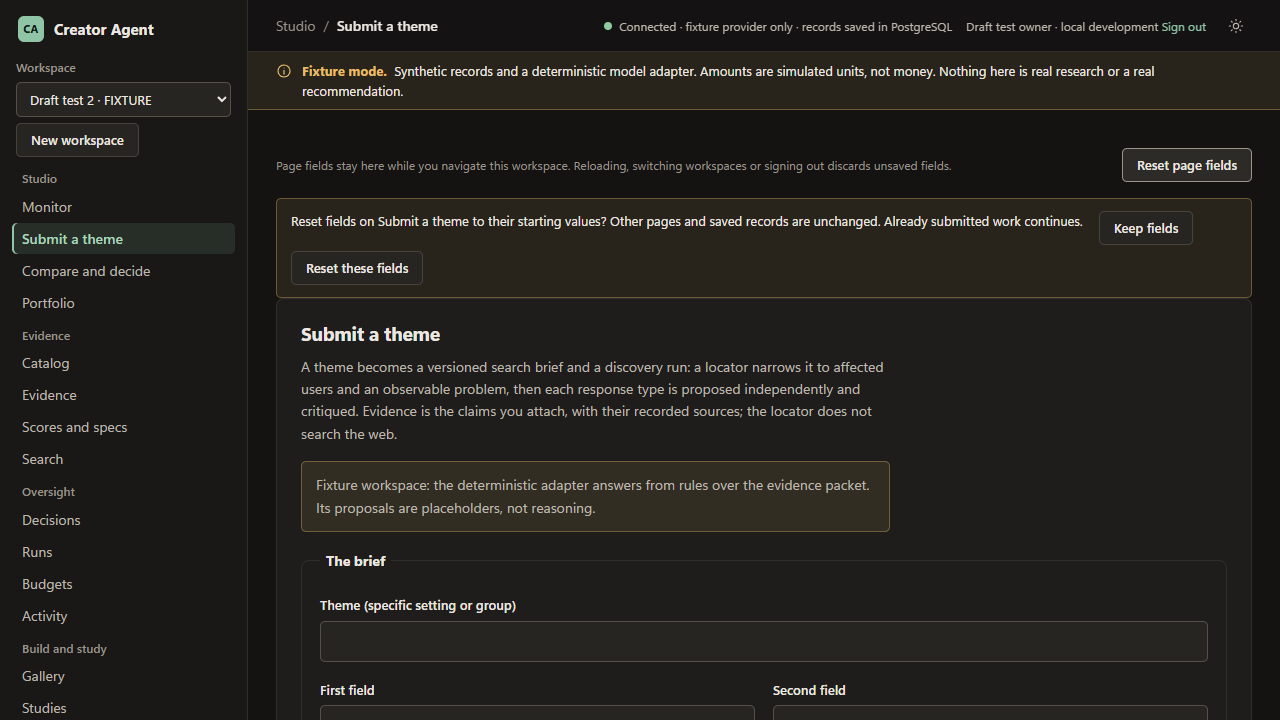 CA Creator Agent
Workspace
Draft test 2 · FIXTURE
New workspace
Studio
Monitor
Submit a theme
Compare and decide
Portfolio
Evidence
Catalog
Evidence
Scores and specs
Search
Oversight
Decisions
Runs
Budgets
Activity
Build and study
Gallery
Studies
Studio / Submit a theme
Connected · fixture provider only · records saved in PostgreSQL
Draft test owner · local development Sign out
Fixture mode. Synthetic records and a deterministic model adapter. Amounts are simulated units, not money. Nothing here is real research or a real
recommendation.
Page fields stay here while you navigate this workspace. Reloading, switching workspaces or signing out discards unsaved fields.
Reset page fields
Reset fields on Submit a theme to their starting values? Other pages and saved records are unchanged. Already submitted work continues.
Keep fields
Reset these fields
Submit a theme
A theme becomes a versioned search brief and a discovery run: a locator narrows it to affected
users and an observable problem, then each response type is proposed independently and
critiqued. Evidence is the claims you attach, with their recorded sources; the locator does not
search the web.
Fixture workspace: the deterministic adapter answers from rules over the evidence packet.
Its proposals are placeholders, not reasoning.
The brief
Theme (specific setting or group)
First field
Second field